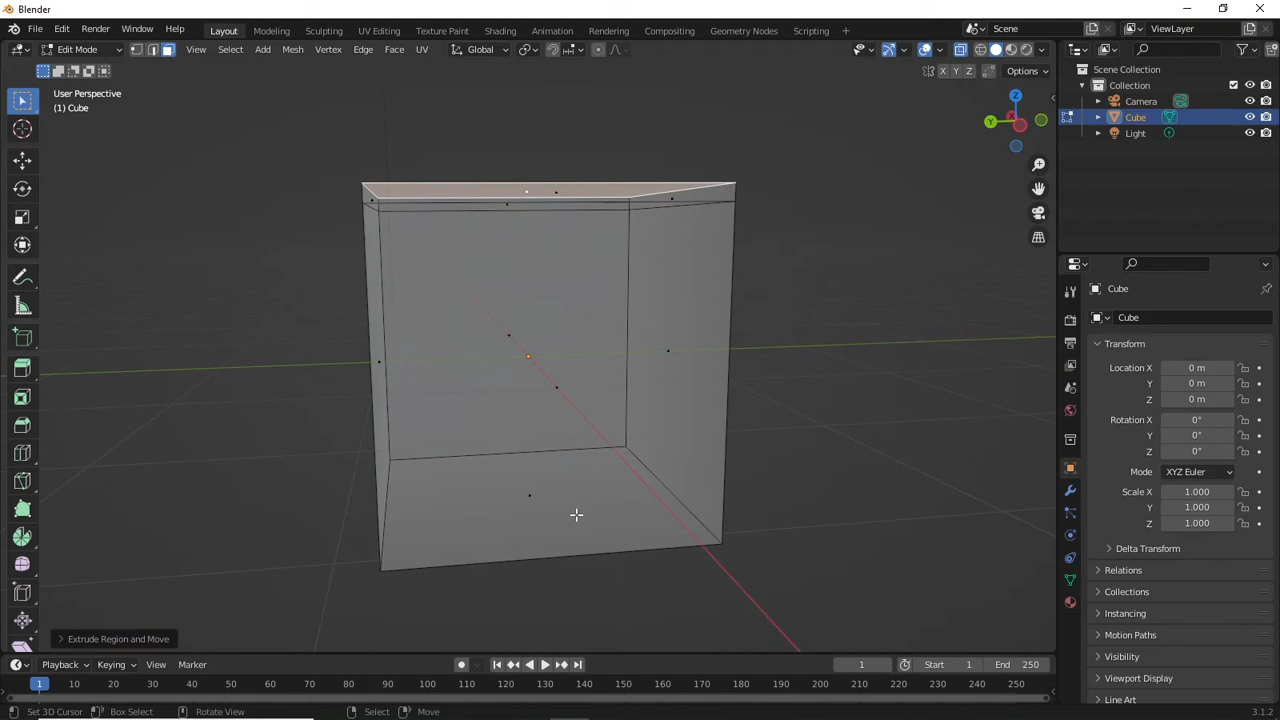 Blender
File Edit Render Window Help
Layout Modeling Sculpting UV Editing Texture Paint Shading Animation Rendering Compositing Geometry Nodes Scripting
Scene
ViewLayer
Edit Mode View Select Add Mesh Vertex Edge Face UV
Global
X Y Z
Options
User Perspective
(1) Cube
Z
Y
X
Scene Collection
Collection
Camera
Cube
Light
Cube
Cube
Transform
Location X 0 m
Y 0 m
Z 0 m
Rotation X 0°
Y 0°
Z 0°
Mode XYZ Euler
Scale X 1.000
Y 1.000
Z 1.000
Delta Transform
Relations
Collections
Instancing
Motion Paths
Visibility
Viewport Display
Line Art
Extrude Region and Move
Playback Keying View Marker
1
Start 1
End 250
1 10 20 30 40 50 60 70 80 90 100 110 120 130 140 150 160 170 180 190 200 210 220 230 240 250
Set 3D Cursor Box Select Rotate View Select Move
3.1.2